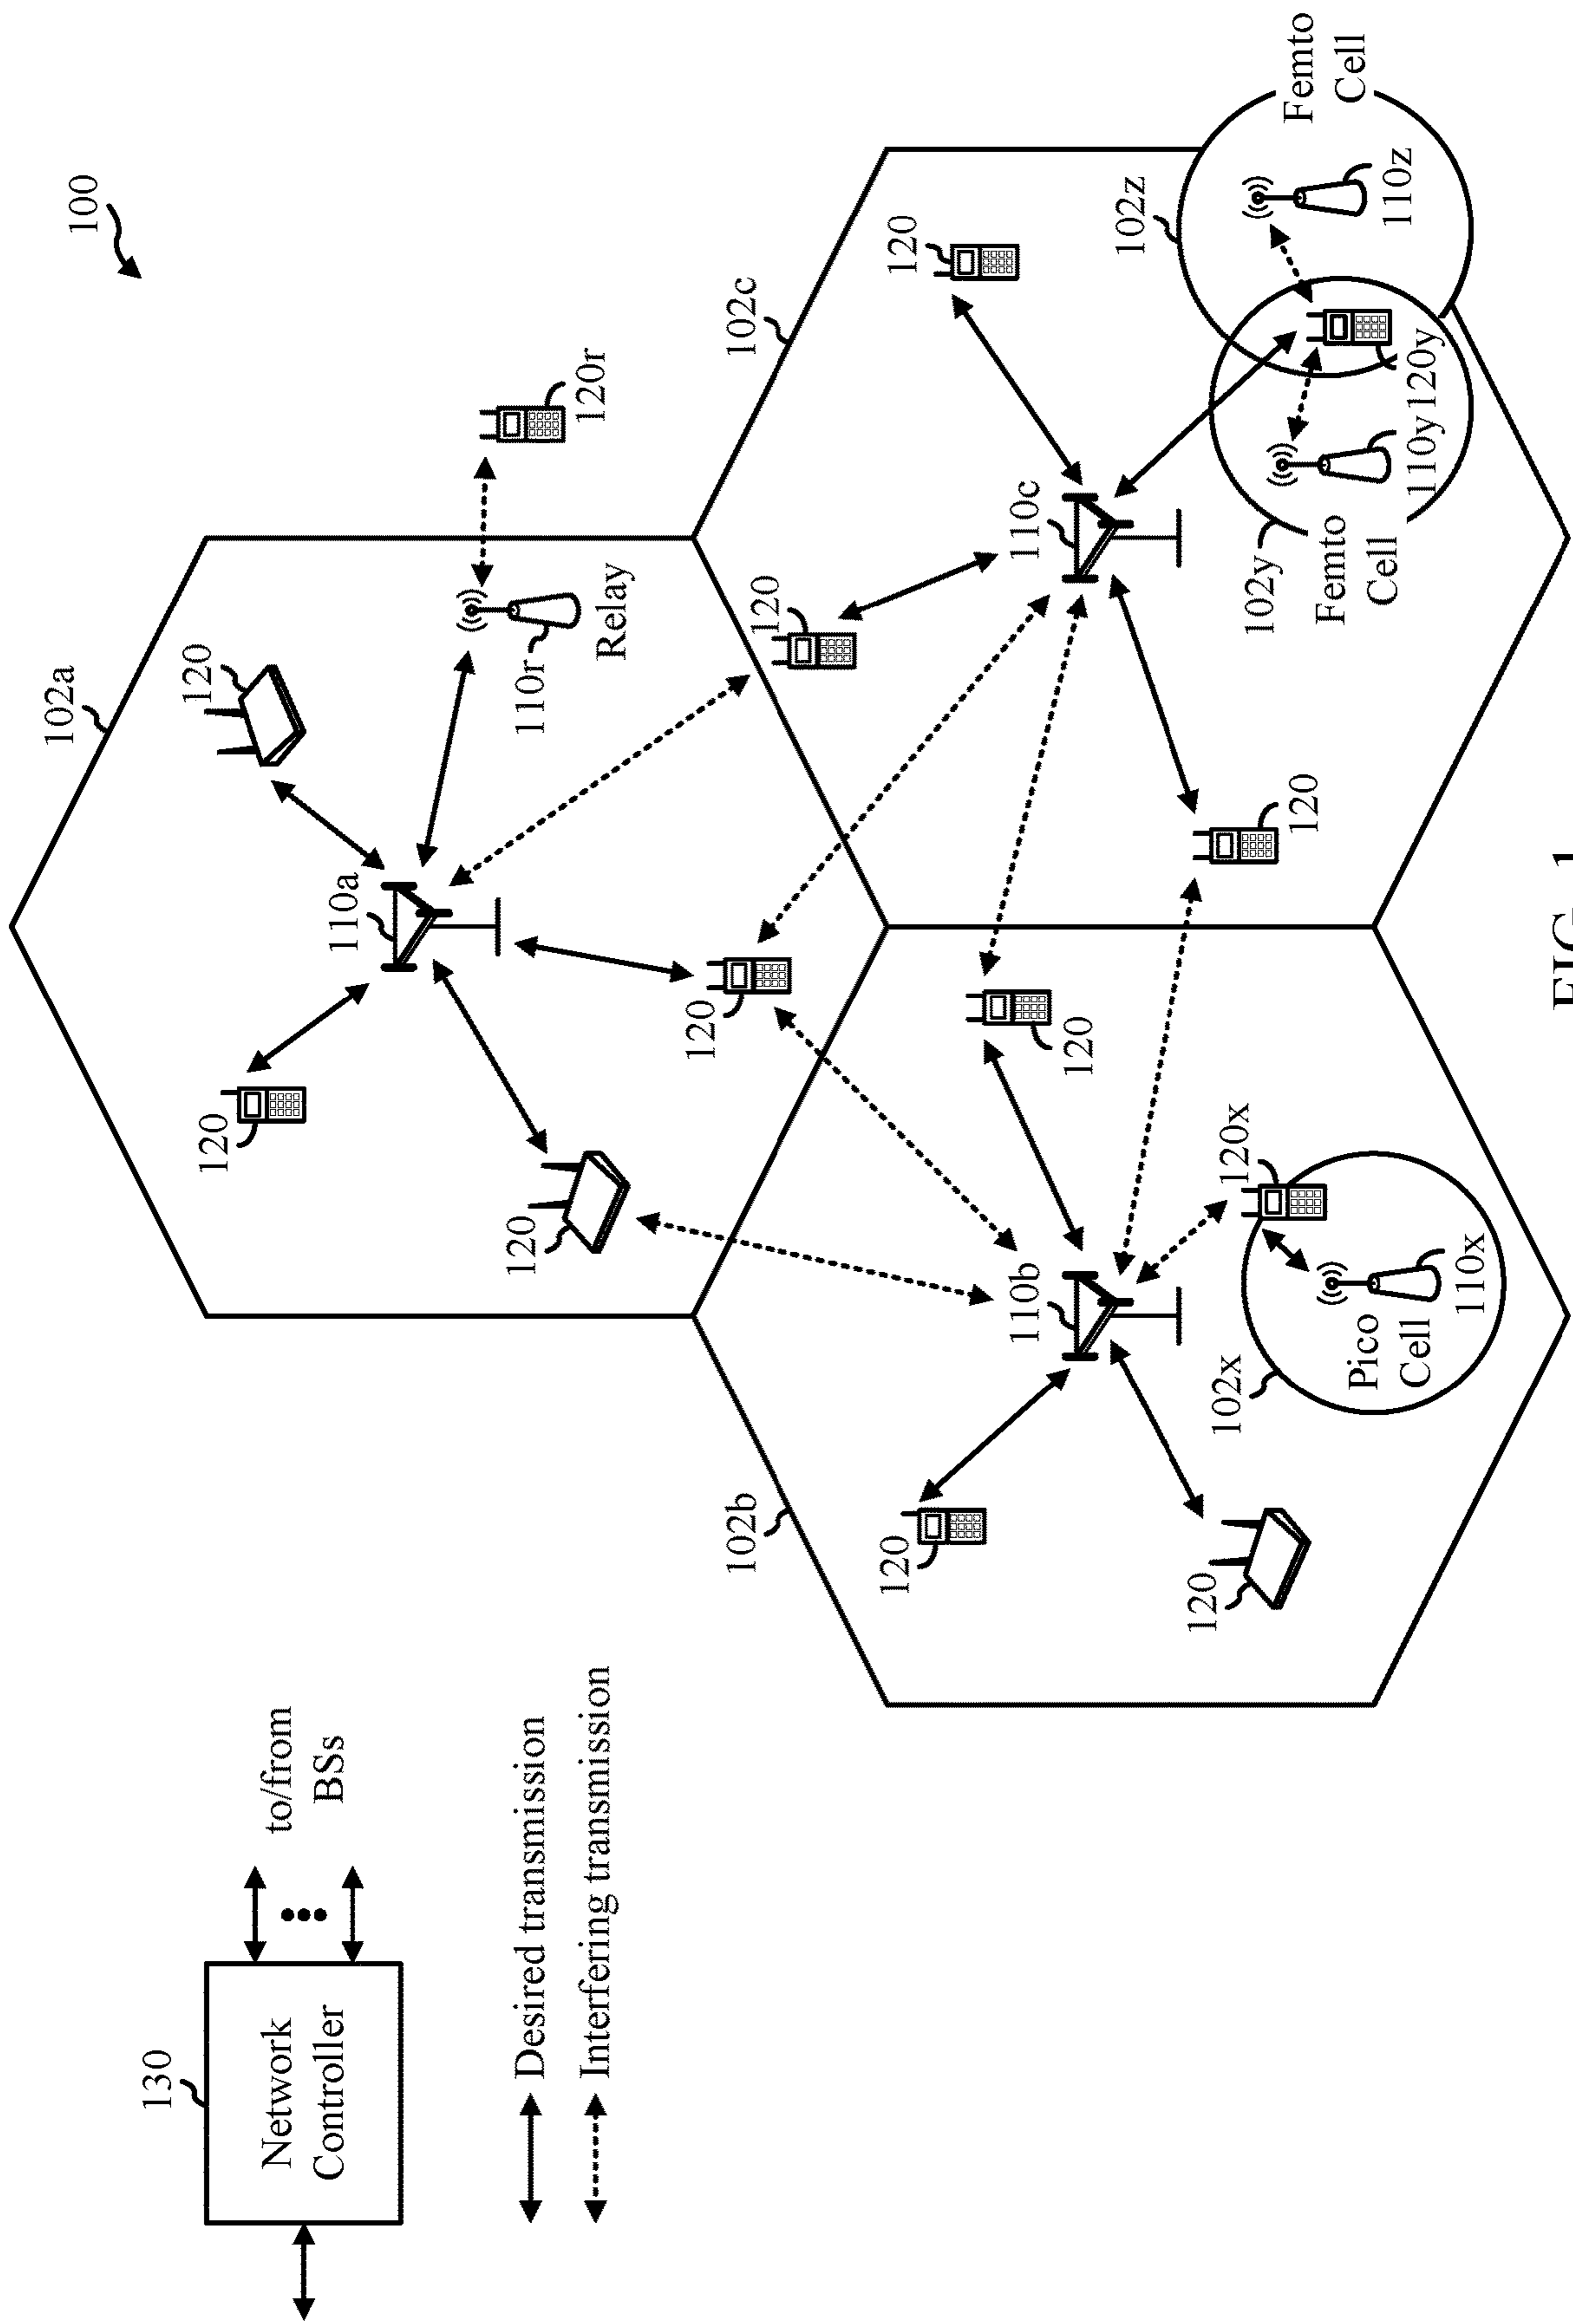 100
130
Network
Controller
to/from
BSs
Desired transmission
Interfering transmission
102a
120
120
110a
120
110r
Relay
120r
120
120
102b
120
110b
120
120
120x
102x
Pico
Cell
110x
102c
120
120
110c
120
102y
Femto
Cell
110y
120y
102z
110z
Femto
Cell
FIG. 1